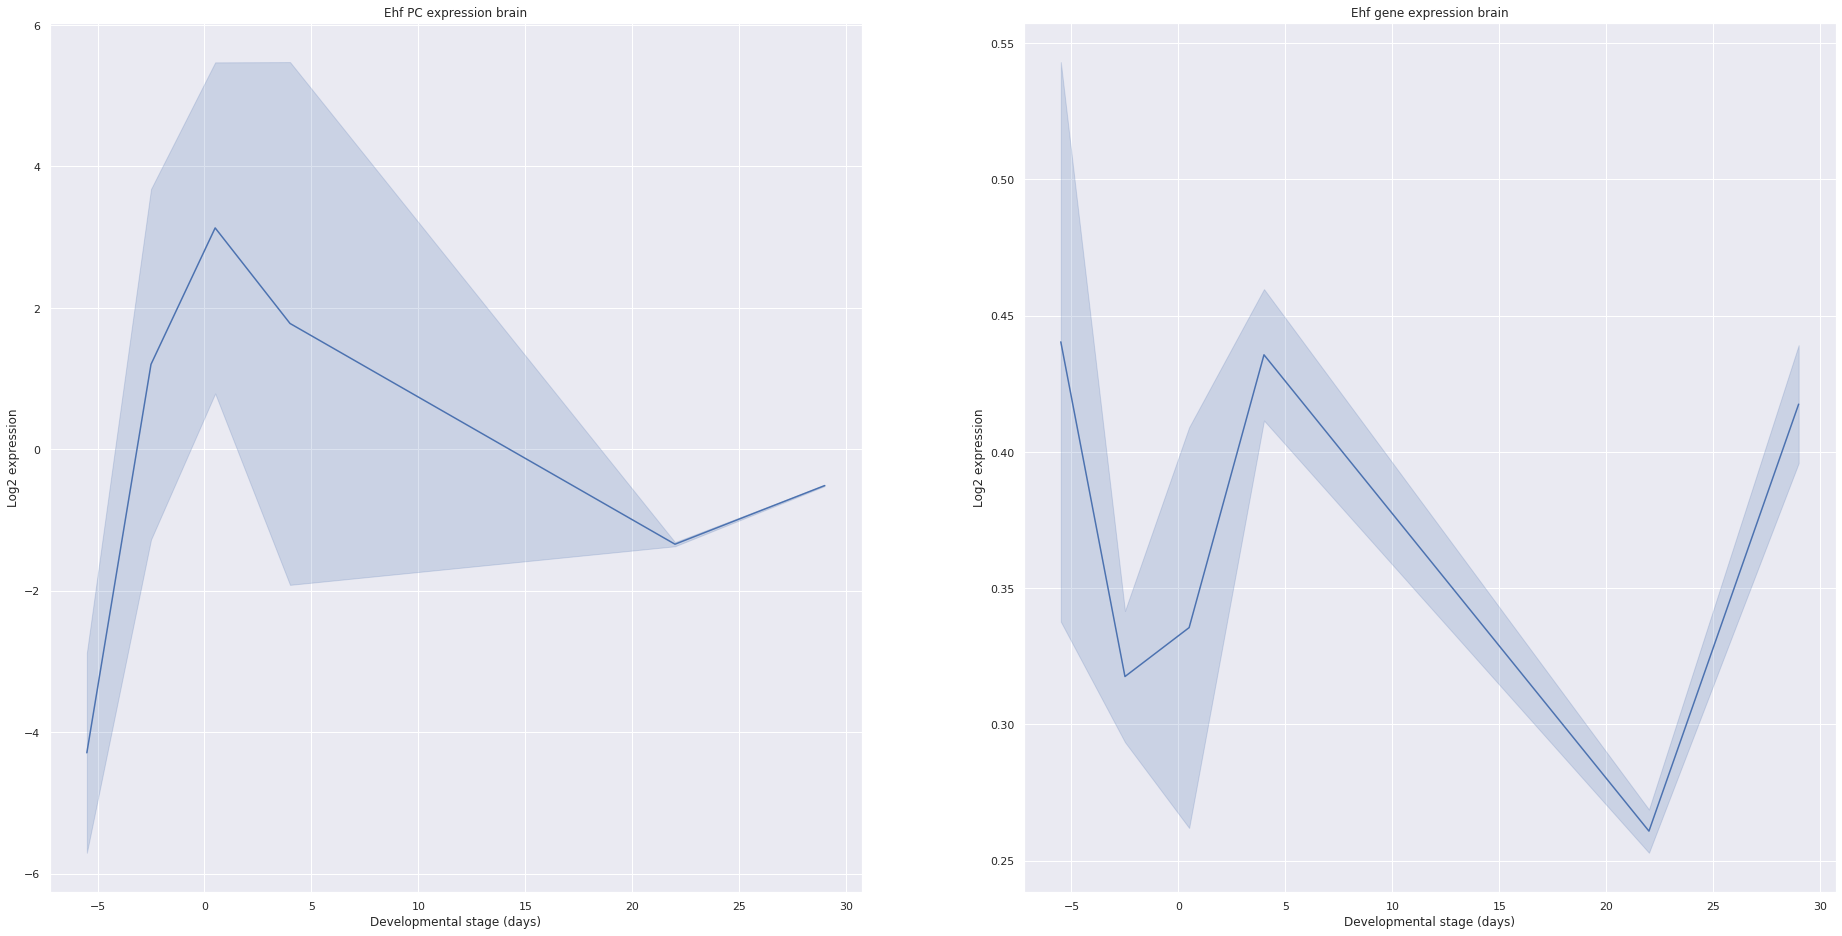 Ehf PC expression brain
6
4
2
0
−2
−4
−6
Log2 expression
−5 0 5 10 15 20 25 30
Developmental stage (days)
Ehf gene expression brain
0.55
0.50
0.45
0.40
0.35
0.30
0.25
Log2 expression
−5 0 5 10 15 20 25 30
Developmental stage (days)